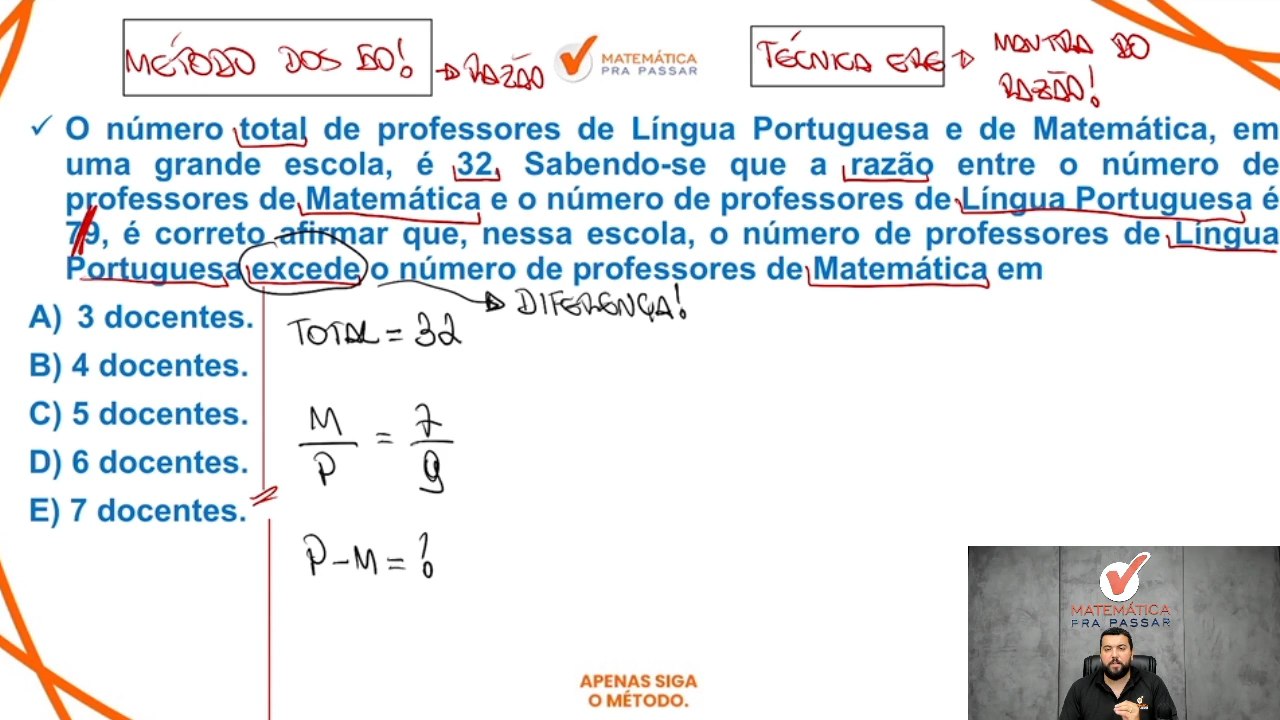 MÉTODO DOS 50! → RAZÃO
MATEMÁTICA
PRA PASSAR
TÉCNICA ERE → MANTRA DO
RAZÃO!
✓ O número total de professores de Língua Portuguesa e de Matemática, em
uma grande escola, é 32. Sabendo-se que a razão entre o número de
professores de Matemática e o número de professores de Língua Portuguesa é
7/9, é correto afirmar que, nessa escola, o número de professores de Língua
Portuguesa excede o número de professores de Matemática em
→ DIFERENÇA!
A) 3 docentes.
B) 4 docentes.
C) 5 docentes.
D) 6 docentes.
E) 7 docentes.
TOTAL = 32
M/P = 7/9
P - M = ?
MATEMÁTICA
PRA PASSAR
APENAS SIGA
O MÉTODO.